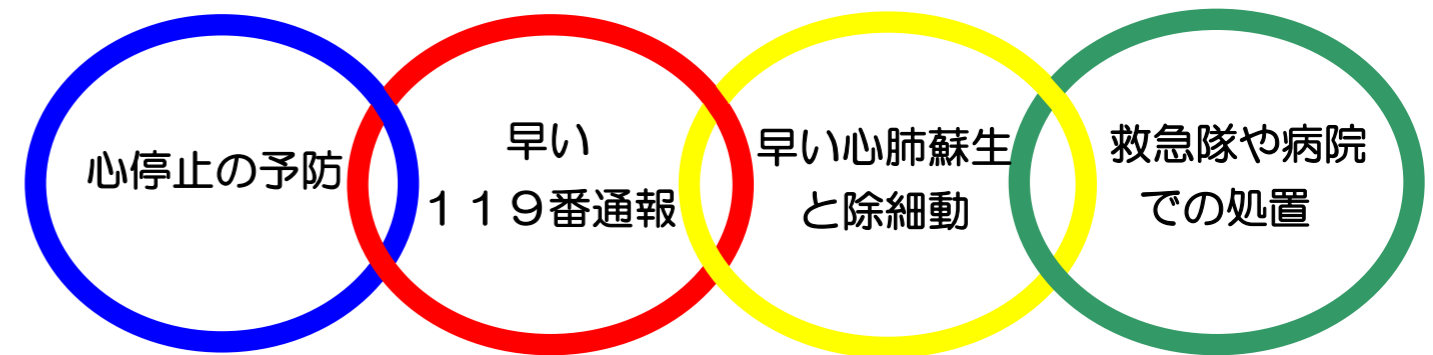 心停止の予防
早い
１１９番通報
早い心肺蘇生
と除細動
救急隊や病院
での処置